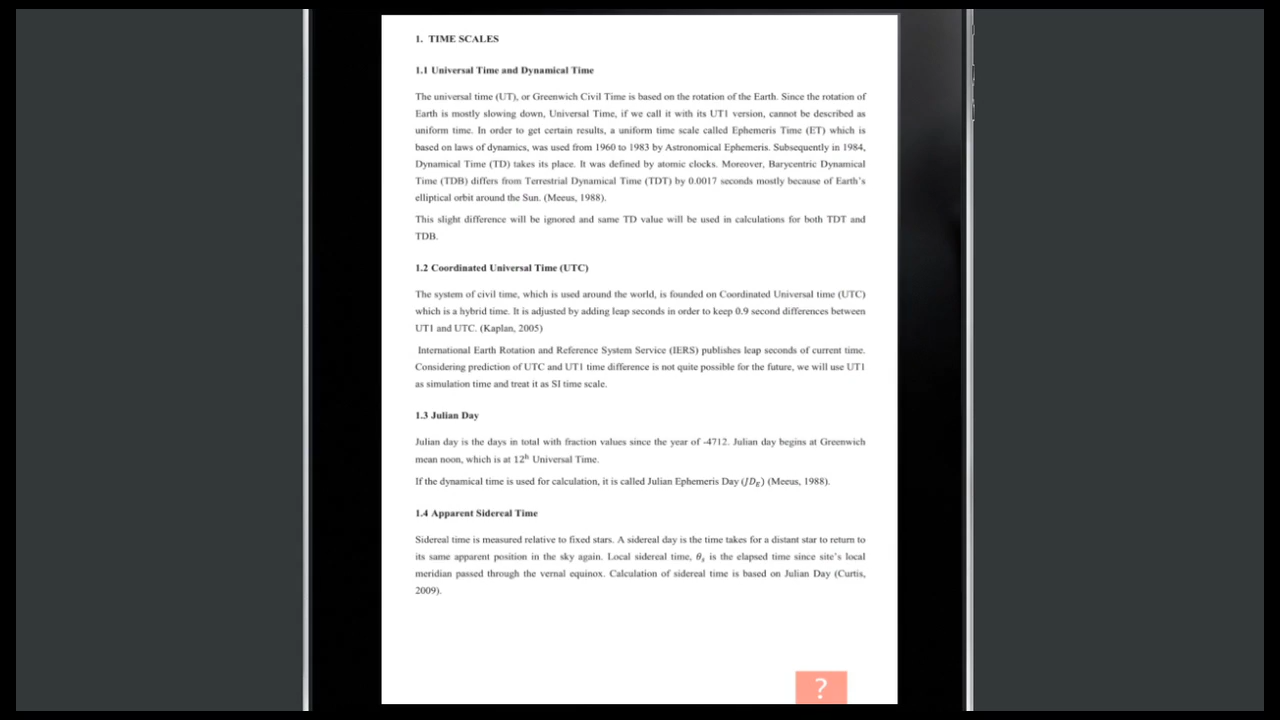 1. TIME SCALES
1.1 Universal Time and Dynamical Time
The universal time (UT), or Greenwich Civil Time is based on the rotation of the Earth. Since the rotation of
Earth is mostly slowing down, Universal Time, if we call it with its UT1 version, cannot be described as
uniform time. In order to get certain results, a uniform time scale called Ephemeris Time (ET) which is
based on laws of dynamics, was used from 1960 to 1983 by Astronomical Ephemeris. Subsequently in 1984,
Dynamical Time (TD) takes its place. It was defined by atomic clocks. Moreover, Barycentric Dynamical
Time (TDB) differs from Terrestrial Dynamical Time (TDT) by 0.0017 seconds mostly because of Earth's
elliptical orbit around the Sun. (Meeus, 1988).
This slight difference will be ignored and same TD value will be used in calculations for both TDT and
TDB.
1.2 Coordinated Universal Time (UTC)
The system of civil time, which is used around the world, is founded on Coordinated Universal time (UTC)
which is a hybrid time. It is adjusted by adding leap seconds in order to keep 0.9 second differences between
UT1 and UTC. (Kaplan, 2005)
International Earth Rotation and Reference System Service (IERS) publishes leap seconds of current time.
Considering prediction of UTC and UT1 time difference is not quite possible for the future, we will use UT1
as simulation time and treat it as SI time scale.
1.3 Julian Day
Julian day is the days in total with fraction values since the year of -4712. Julian day begins at Greenwich
mean noon, which is at 12ʰ Universal Time.
If the dynamical time is used for calculation, it is called Julian Ephemeris Day (JD_E) (Meeus, 1988).
1.4 Apparent Sidereal Time
Sidereal time is measured relative to fixed stars. A sidereal day is the time takes for a distant star to return to
its same apparent position in the sky again. Local sidereal time, θₛ is the elapsed time since site's local
meridian passed through the vernal equinox. Calculation of sidereal time is based on Julian Day (Curtis,
2009).
?